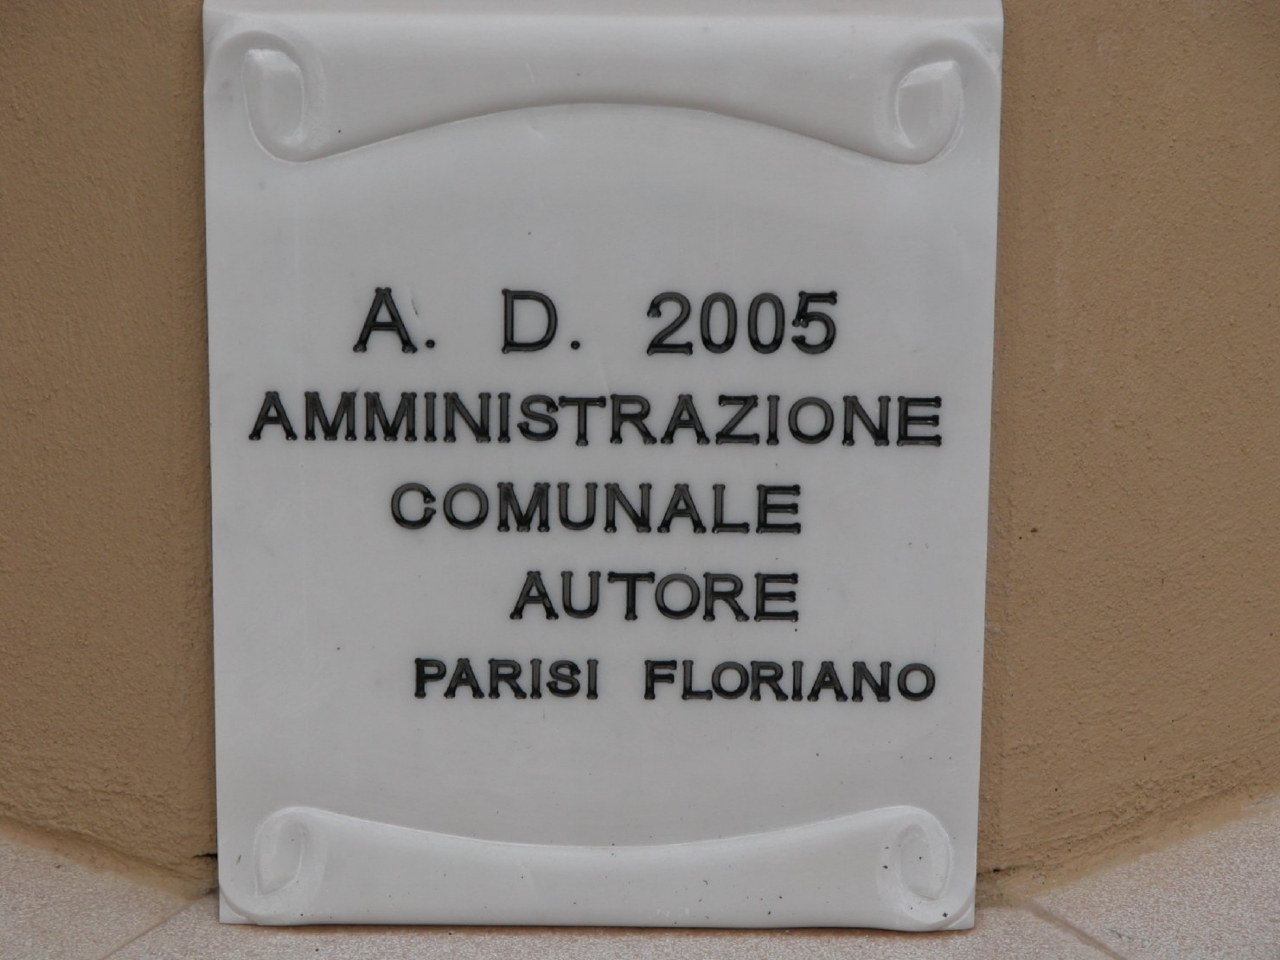 A. D. 2005
AMMINISTRAZIONE
COMUNALE
AUTORE
PARISI FLORIANO